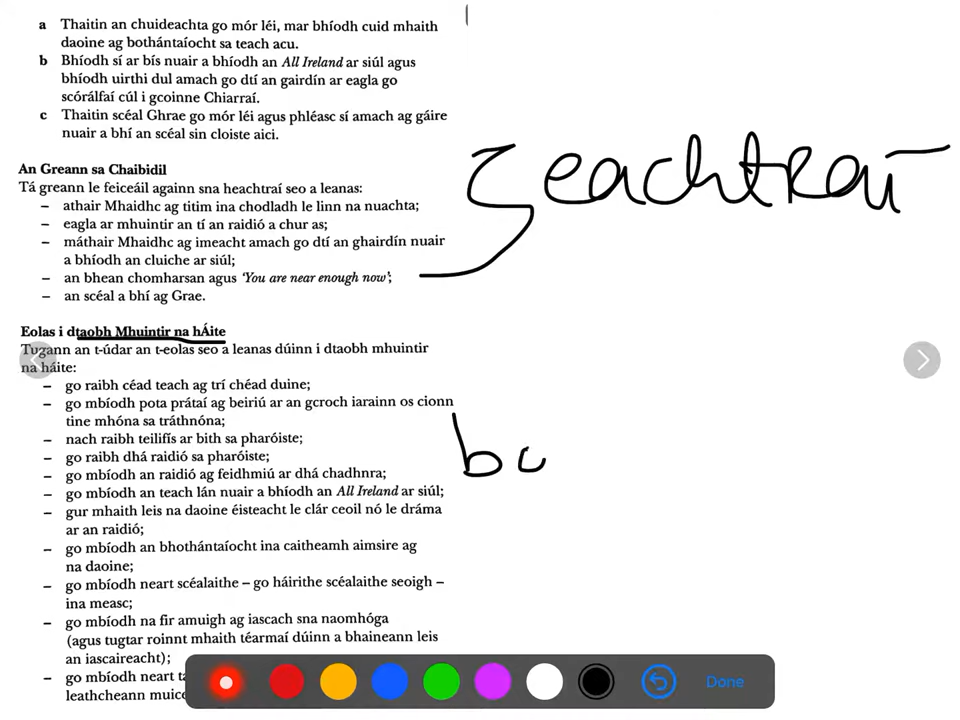 a Thaitin an chuideachta go mór léi, mar bhíodh cuid mhaith
daoine ag bothántaíocht sa teach acu.
b Bhíodh sí ar bís nuair a bhíodh an All Ireland ar siúl agus
bhíodh uirthi dul amach go dtí an gairdín ar eagla go
scórálfaí cúl i gcoinne Chiarraí.
c Thaitin scéal Ghrae go mór léi agus phléasc sí amach ag gáire
nuair a bhí an scéal sin cloiste aici.
An Greann sa Chaibidil
Tá greann le feiceáil againn sna heachtraí seo a leanas:
– athair Mhaidhc ag titim ina chodladh le linn na nuachta;
– eagla ar mhuintir an tí an raidió a chur as;
– máthair Mhaidhc ag imeacht amach go dtí an ghairdín nuair
a bhíodh an cluiche ar siúl;
– an bhean chomharsan agus 'You are near enough now';
– an scéal a bhí ag Grae.
eachtraí
Eolas i dtaobh Mhuintir na hÁite
Tugann an t-údar an t-eolas seo a leanas dúinn i dtaobh mhuintir
na háite:
– go raibh céad teach ag trí chéad duine;
– go mbíodh pota prátaí ag beiriú ar an gcroch iarainn os cionn
tine mhóna sa tráthnóna;
– nach raibh teilifís ar bith sa pharóiste;
– go raibh dhá raidió sa pharóiste;
– go mbíodh an raidió ag feidhmiú ar dhá chadhnra;
– go mbíodh an teach lán nuair a bhíodh an All Ireland ar siúl;
– gur mhaith leis na daoine éisteacht le clár ceoil nó le dráma
ar an raidió;
– go mbíodh an bhothántaíocht ina caitheamh aimsire ag
na daoine;
– go mbíodh neart scéalaithe – go háirithe scéalaithe seoigh –
ina measc;
– go mbíodh na fir amuigh ag iascach sna naomhóga
(agus tugtar roinnt mhaith téarmaí dúinn a bhaineann leis
an iascaireacht);
– go mbíodh neart
leathcheann
Done